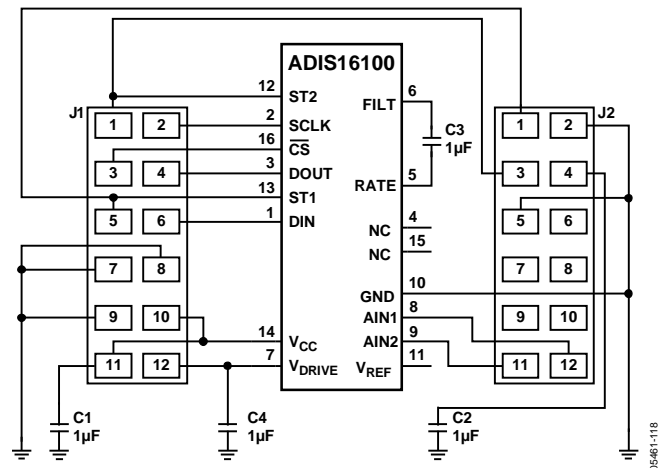 ADIS16100
12 ST2
6 FILT
J1
J2
1 2
2 SCLK
1 2
16 CS
C3
1µF
3 4
3 DOUT
3 4
13 ST1
5 RATE
5 6
1 DIN
5 6
4 NC
15 NC
7 8
7 8
10 GND
9 10
8 AIN1
9 10
14 VCC
9 AIN2
11 12
7 VDRIVE
11 VREF
11 12
C1
1µF
C4
1µF
C2
1µF
05461-118